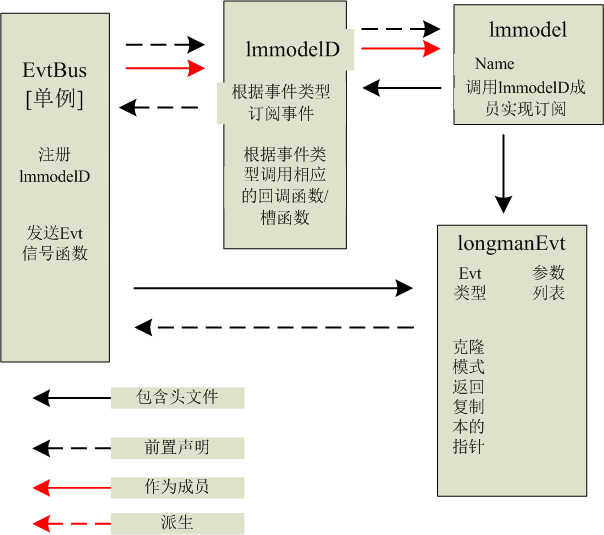 EvtBus
[单例]
注册
lmmodelD
发送Evt
信号函数
lmmodelD
根据事件类型
订阅事件
根据事件类
型调用相应
的回调函数/
槽函数
lmmodel
Name
调用lmmodelD成
员实现订阅
longmanEvt
Evt
类型
参数
列表
克隆
模式
返回
复制
本的
指针
包含头文件
前置声明
作为成员
派生